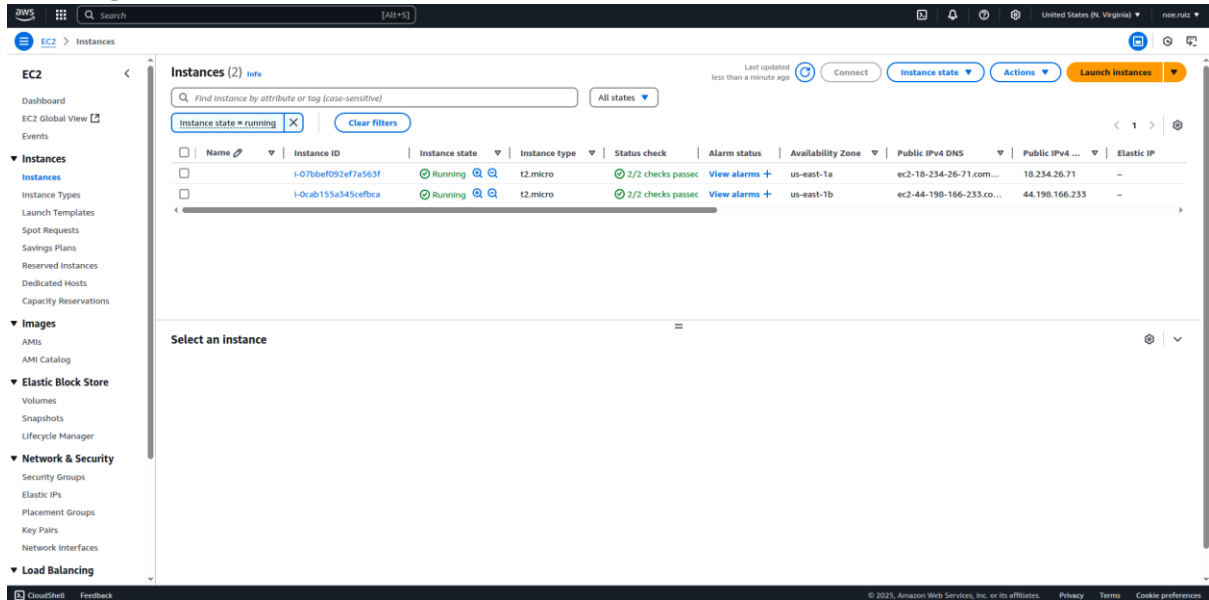 aws Search [Alt+S] United States (N. Virginia) noe.ruiz
EC2 > Instances
EC2
Dashboard
EC2 Global View
Events
Instances
Instances
Instance Types
Launch Templates
Spot Requests
Savings Plans
Reserved Instances
Dedicated Hosts
Capacity Reservations
Images
AMIs
AMI Catalog
Elastic Block Store
Volumes
Snapshots
Lifecycle Manager
Network & Security
Security Groups
Elastic IPs
Placement Groups
Key Pairs
Network Interfaces
Load Balancing
Instances (2) Info
Last updated
less than a minute ago
Connect Instance state Actions Launch instances
Find Instance by attribute or tag (case-sensitive) All states
Instance state = running Clear filters
1
Name Instance ID Instance state Instance type Status check Alarm status Availability Zone Public IPv4 DNS Public IPv4 ... Elastic IP
i-07bbef092ef7a563f Running t2.micro 2/2 checks passec View alarms + us-east-1a ec2-18-234-26-71.com... 18.234.26.71 –
i-0cab155a345cefbca Running t2.micro 2/2 checks passec View alarms + us-east-1b ec2-44-198-166-233.co... 44.198.166.233 –
Select an instance
CloudShell Feedback © 2025, Amazon Web Services, Inc. or its affiliates. Privacy Terms Cookie preferences